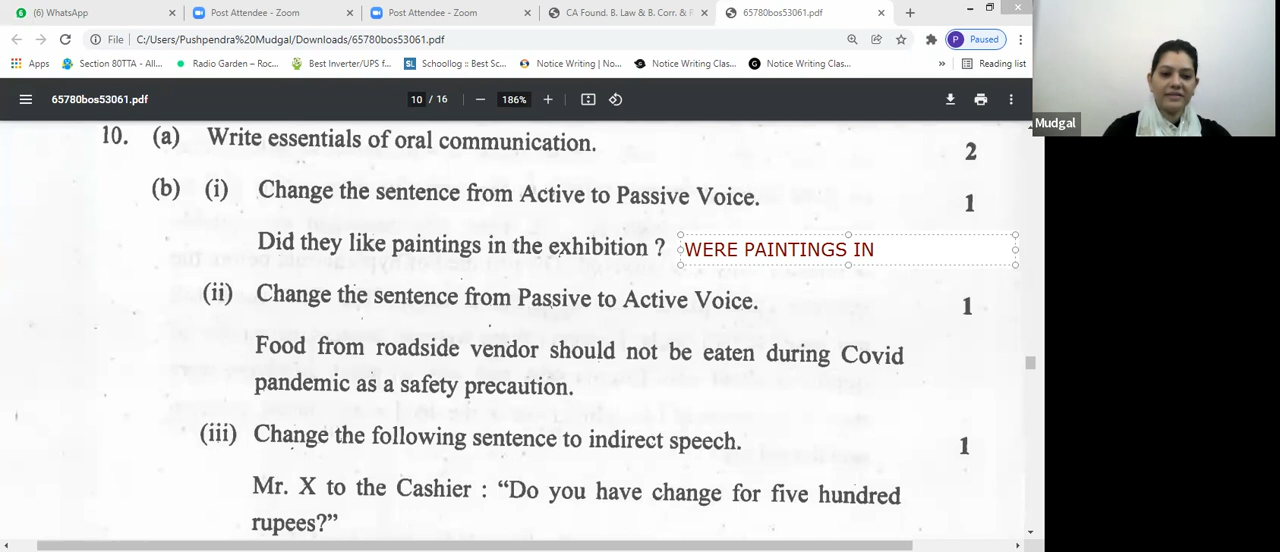 (6) WhatsApp
Post Attendee - Zoom
Post Attendee - Zoom
CA Found. B. Law & B. Corr. & F
65780bos53061.pdf
File
C:/Users/Pushpendra%20Mudgal/Downloads/65780bos53061.pdf
P Paused
Apps
Section 80TTA - All...
Radio Garden – Roc...
Best Inverter/UPS f...
Schoollog :: Best Sc...
Notice Writing | No...
Notice Writing Clas...
Notice Writing Clas...
»
Reading list
65780bos53061.pdf
10 / 16
186%
Mudgal
10. (a) Write essentials of oral communication. 2
(b) (i) Change the sentence from Active to Passive Voice. 1
Did they like paintings in the exhibition ? WERE PAINTINGS IN
(ii) Change the sentence from Passive to Active Voice. 1
Food from roadside vendor should not be eaten during Covid
pandemic as a safety precaution.
(iii) Change the following sentence to indirect speech. 1
Mr. X to the Cashier : “Do you have change for five hundred
rupees?”